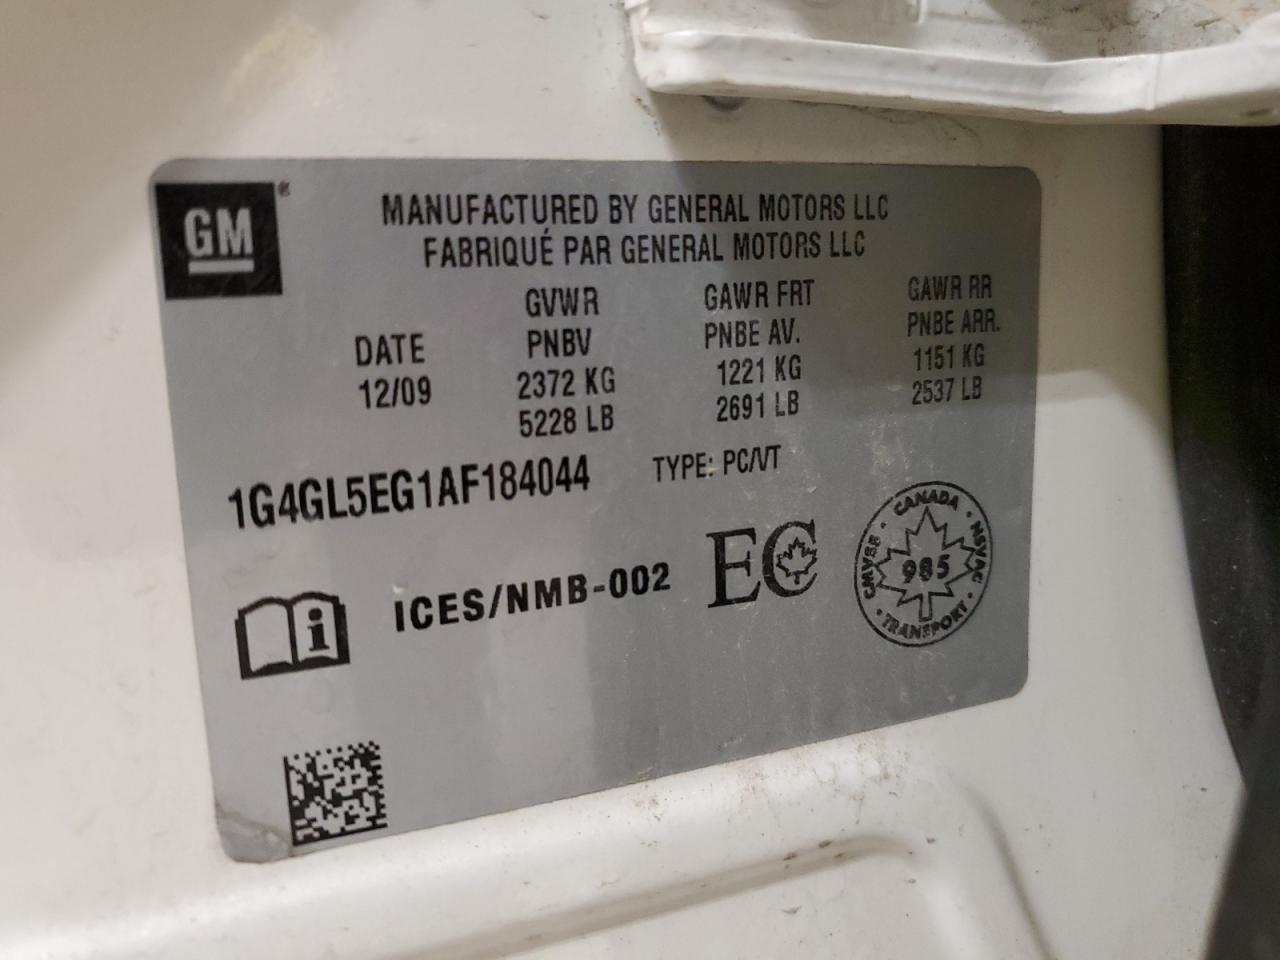 GM ®
MANUFACTURED BY GENERAL MOTORS LLC
FABRIQUÉ PAR GENERAL MOTORS LLC
DATE
12/09
GVWR
PNBV
2372 KG
5228 LB
GAWR FRT
PNBE AV.
1221 KG
2691 LB
GAWR RR
PNBE ARR.
1151 KG
2537 LB
1G4GL5EG1AF184044
TYPE: PC/VT
i
ICES/NMB-002
EC
CANADA · NSVAC · TRANSPORT · CMVSS ·
985